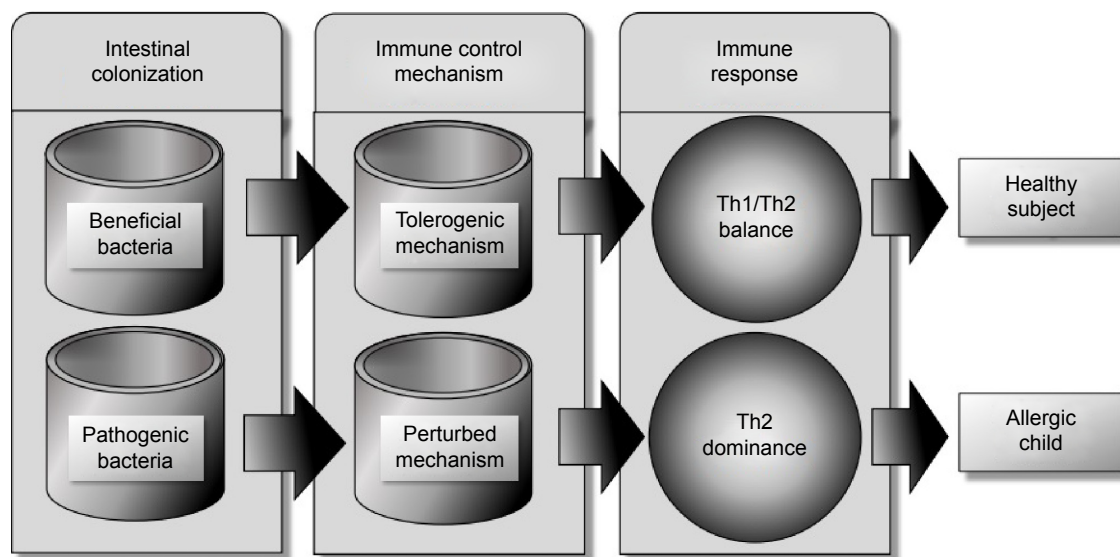 Intestinal
colonization
Immune control
mechanism
Immune
response
Beneficial
bacteria
Tolerogenic
mechanism
Th1/Th2
balance
Healthy
subject
Pathogenic
bacteria
Perturbed
mechanism
Th2
dominance
Allergic
child